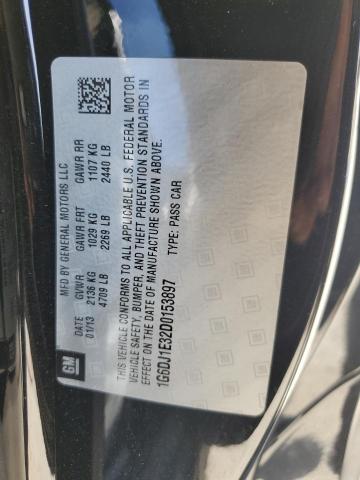 GM
MFD BY GENERAL MOTORS LLC
DATE GVWR GAWR FRT GAWR RR
01/13 2136 KG 1029 KG 1107 KG
4709 LB 2269 LB 2440 LB
THIS VEHICLE CONFORMS TO ALL APPLICABLE U.S. FEDERAL MOTOR
VEHICLE SAFETY, BUMPER, AND THEFT PREVENTION STANDARDS IN
EFFECT ON THE DATE OF MANUFACTURE SHOWN ABOVE.
1G6DJ1E32D0153897 TYPE: PASS CAR